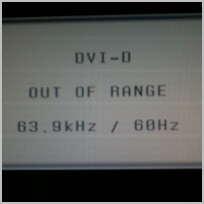 DVI-D
OUT OF RANGE
63.9kHz / 60Hz